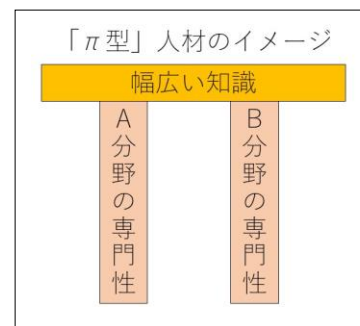 「π型」人材のイメージ
幅広い知識
A分野の専門性
B分野の専門性